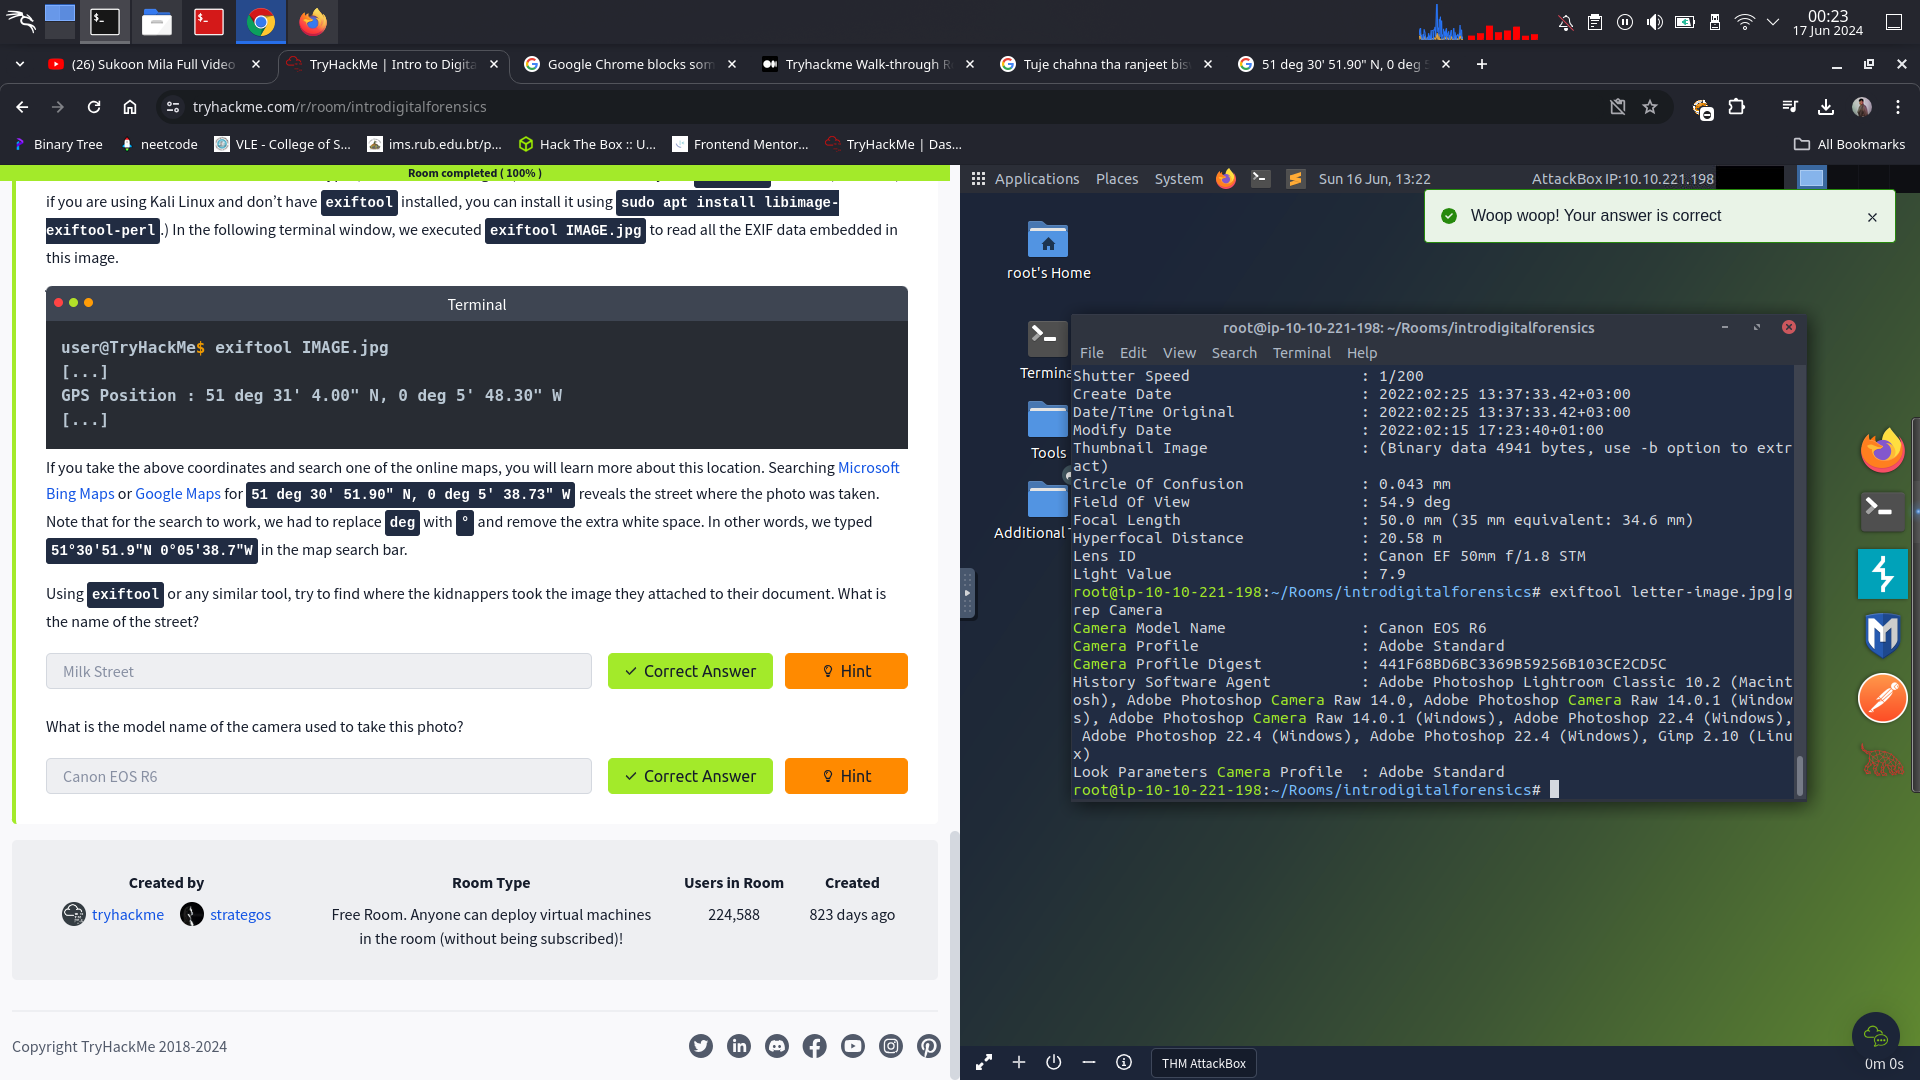 00:23
17 Jun 2024
(26) Sukoon Mila Full Video
TryHackMe | Intro to Digita
Google Chrome blocks som
Tryhackme Walk-through R
Tuje chahna tha ranjeet bis
51 deg 30' 51.90" N, 0 deg 5
tryhackme.com/r/room/introdigitalforensics
Binary Tree
neetcode
VLE - College of S...
ims.rub.edu.bt/p...
Hack The Box :: U...
Frontend Mentor...
TryHackMe | Das...
All Bookmarks
Room completed ( 100% )
if you are using Kali Linux and don’t have exiftool installed, you can install it using sudo apt install libimage-
exiftool-perl.) In the following terminal window, we executed exiftool IMAGE.jpg to read all the EXIF data embedded in
this image.
Terminal
user@TryHackMe$ exiftool IMAGE.jpg
[...]
GPS Position : 51 deg 31' 4.00" N, 0 deg 5' 48.30" W
[...]
If you take the above coordinates and search one of the online maps, you will learn more about this location. Searching Microsoft
Bing Maps or Google Maps for 51 deg 30' 51.90" N, 0 deg 5' 38.73" W reveals the street where the photo was taken.
Note that for the search to work, we had to replace deg with ° and remove the extra white space. In other words, we typed
51°30'51.9"N 0°05'38.7"W in the map search bar.
Using exiftool or any similar tool, try to find where the kidnappers took the image they attached to their document. What is
the name of the street?
Milk Street
Correct Answer
Hint
What is the model name of the camera used to take this photo?
Canon EOS R6
Correct Answer
Hint
Created by
tryhackme
strategos
Room Type
Free Room. Anyone can deploy virtual machines
in the room (without being subscribed)!
Users in Room
224,588
Created
823 days ago
Copyright TryHackMe 2018-2024
Applications Places System
Sun 16 Jun, 13:22
AttackBox IP:10.10.221.198
Woop woop! Your answer is correct
root's Home
Termina
Tools
Additional
root@ip-10-10-221-198: ~/Rooms/introdigitalforensics
File Edit View Search Terminal Help
Shutter Speed : 1/200
Create Date : 2022:02:25 13:37:33.42+03:00
Date/Time Original : 2022:02:25 13:37:33.42+03:00
Modify Date : 2022:02:15 17:23:40+01:00
Thumbnail Image : (Binary data 4941 bytes, use -b option to extr
act)
Circle Of Confusion : 0.043 mm
Field Of View : 54.9 deg
Focal Length : 50.0 mm (35 mm equivalent: 34.6 mm)
Hyperfocal Distance : 20.58 m
Lens ID : Canon EF 50mm f/1.8 STM
Light Value : 7.9
root@ip-10-10-221-198:~/Rooms/introdigitalforensics# exiftool letter-image.jpg|g
rep Camera
Camera Model Name : Canon EOS R6
Camera Profile : Adobe Standard
Camera Profile Digest : 441F68BD6BC3369B59256B103CE2CD5C
History Software Agent : Adobe Photoshop Lightroom Classic 10.2 (Macint
osh), Adobe Photoshop Camera Raw 14.0, Adobe Photoshop Camera Raw 14.0.1 (Window
s), Adobe Photoshop Camera Raw 14.0.1 (Windows), Adobe Photoshop 22.4 (Windows),
Adobe Photoshop 22.4 (Windows), Adobe Photoshop 22.4 (Windows), Gimp 2.10 (Linu
x)
Look Parameters Camera Profile : Adobe Standard
root@ip-10-10-221-198:~/Rooms/introdigitalforensics#
THM AttackBox
0m 0s